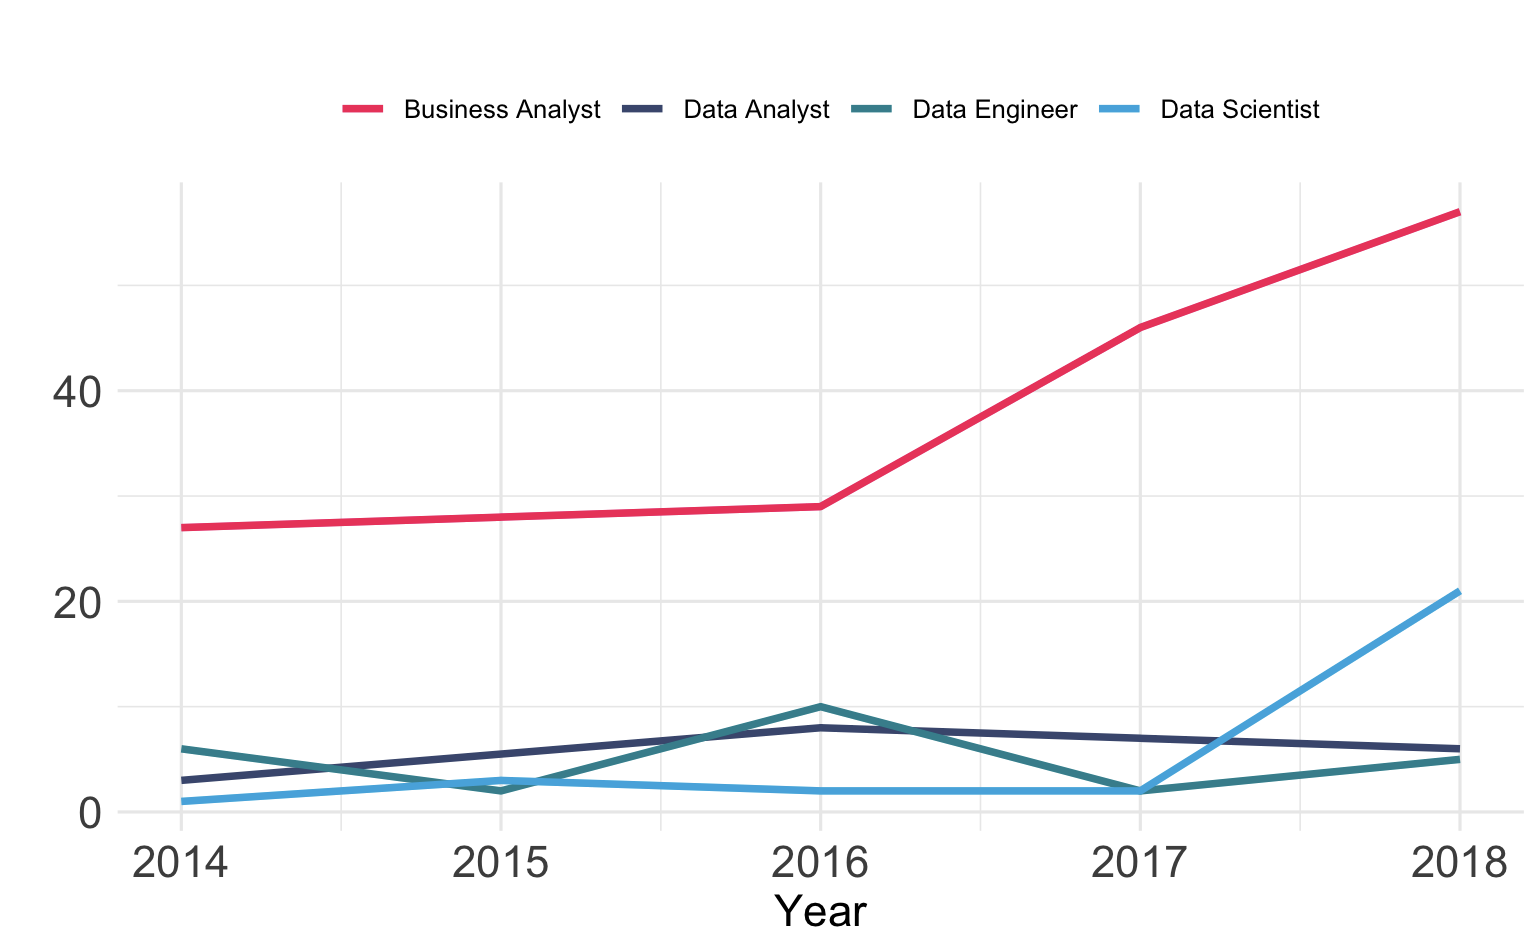 Business Analyst Data Analyst Data Engineer Data Scientist
40
20
0
2014 2015 2016 2017 2018
Year